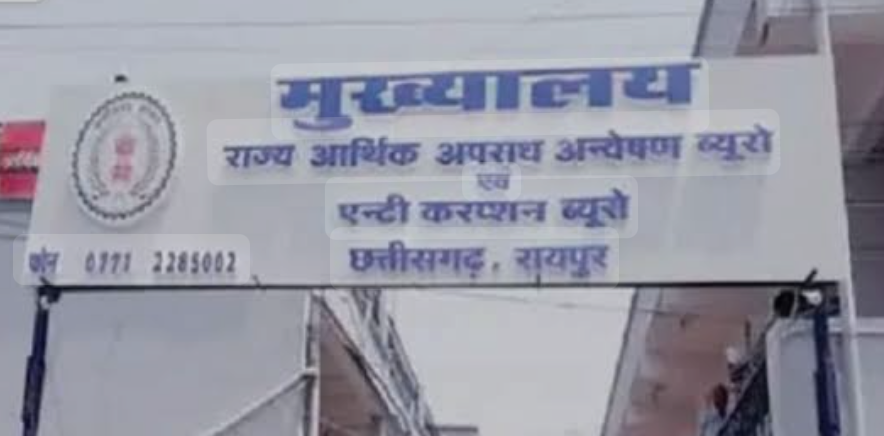 मुख्यालय
राज्य आर्थिक अपराध अन्वेषण ब्यूरो
एवं
एन्टी करप्शन ब्यूरो
छत्तीसगढ़, रायपुर
फोन 0771 2285002